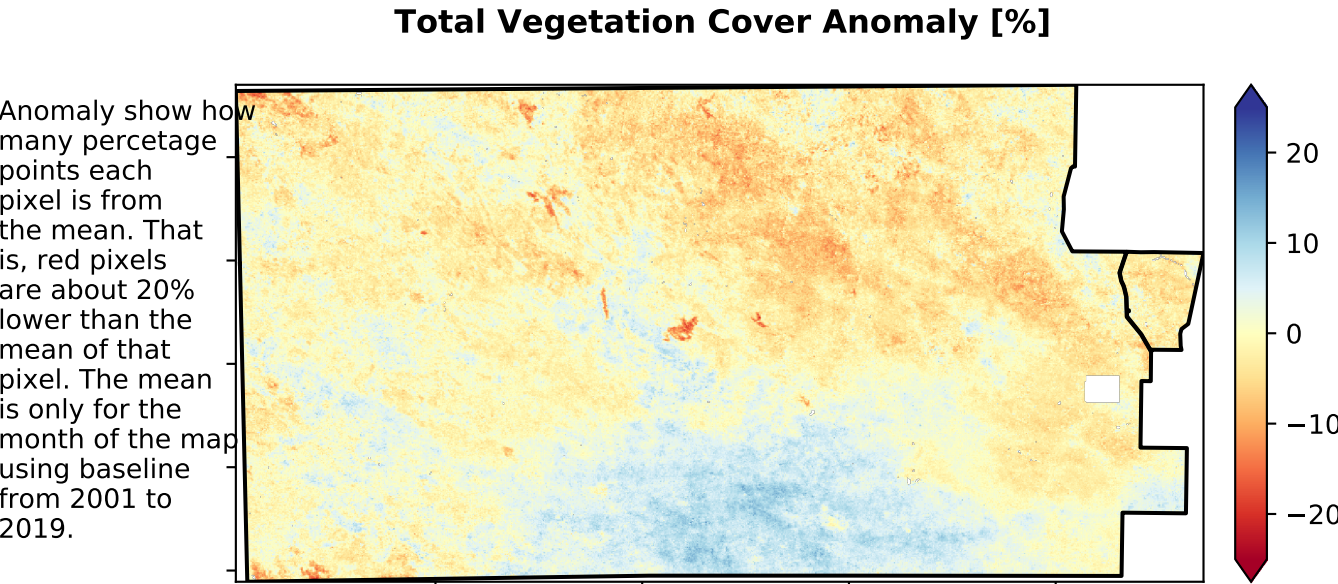 Total Vegetation Cover Anomaly [%]
Anomaly show how
many percetage
points each
pixel is from
the mean. That
is, red pixels
are about 20%
lower than the
mean of that
pixel. The mean
is only for the
month of the map
using baseline
from 2001 to
2019.
20
10
0
−10
−20